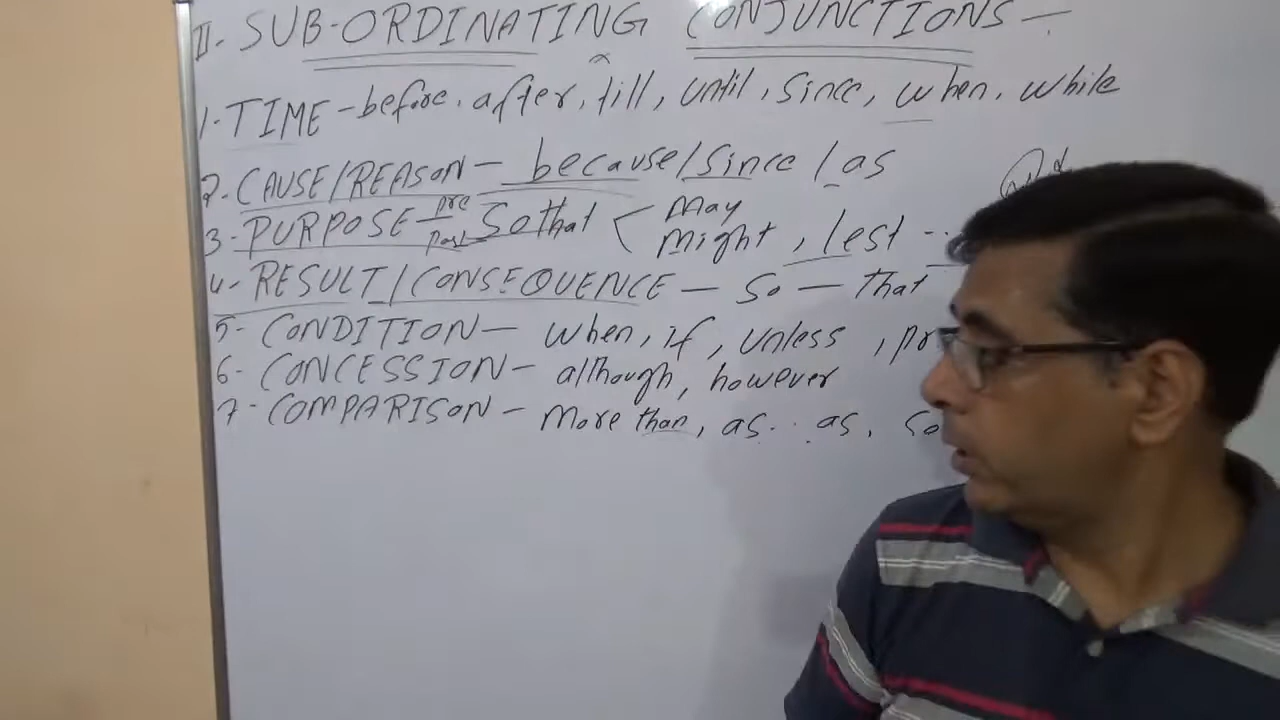 II. SUB-ORDINATING CONJUNCTIONS —
1. TIME - before, after, till, until, since, when, while
2. CAUSE/REASON — because/since/as
3. PURPOSE — pre past So that < may might, lest ...
4. RESULT/CONSEQUENCE — so — that
5. CONDITION — when, if, unless, pr
6. CONCESSION - although, however
7. COMPARISON - more than, as.. as, so